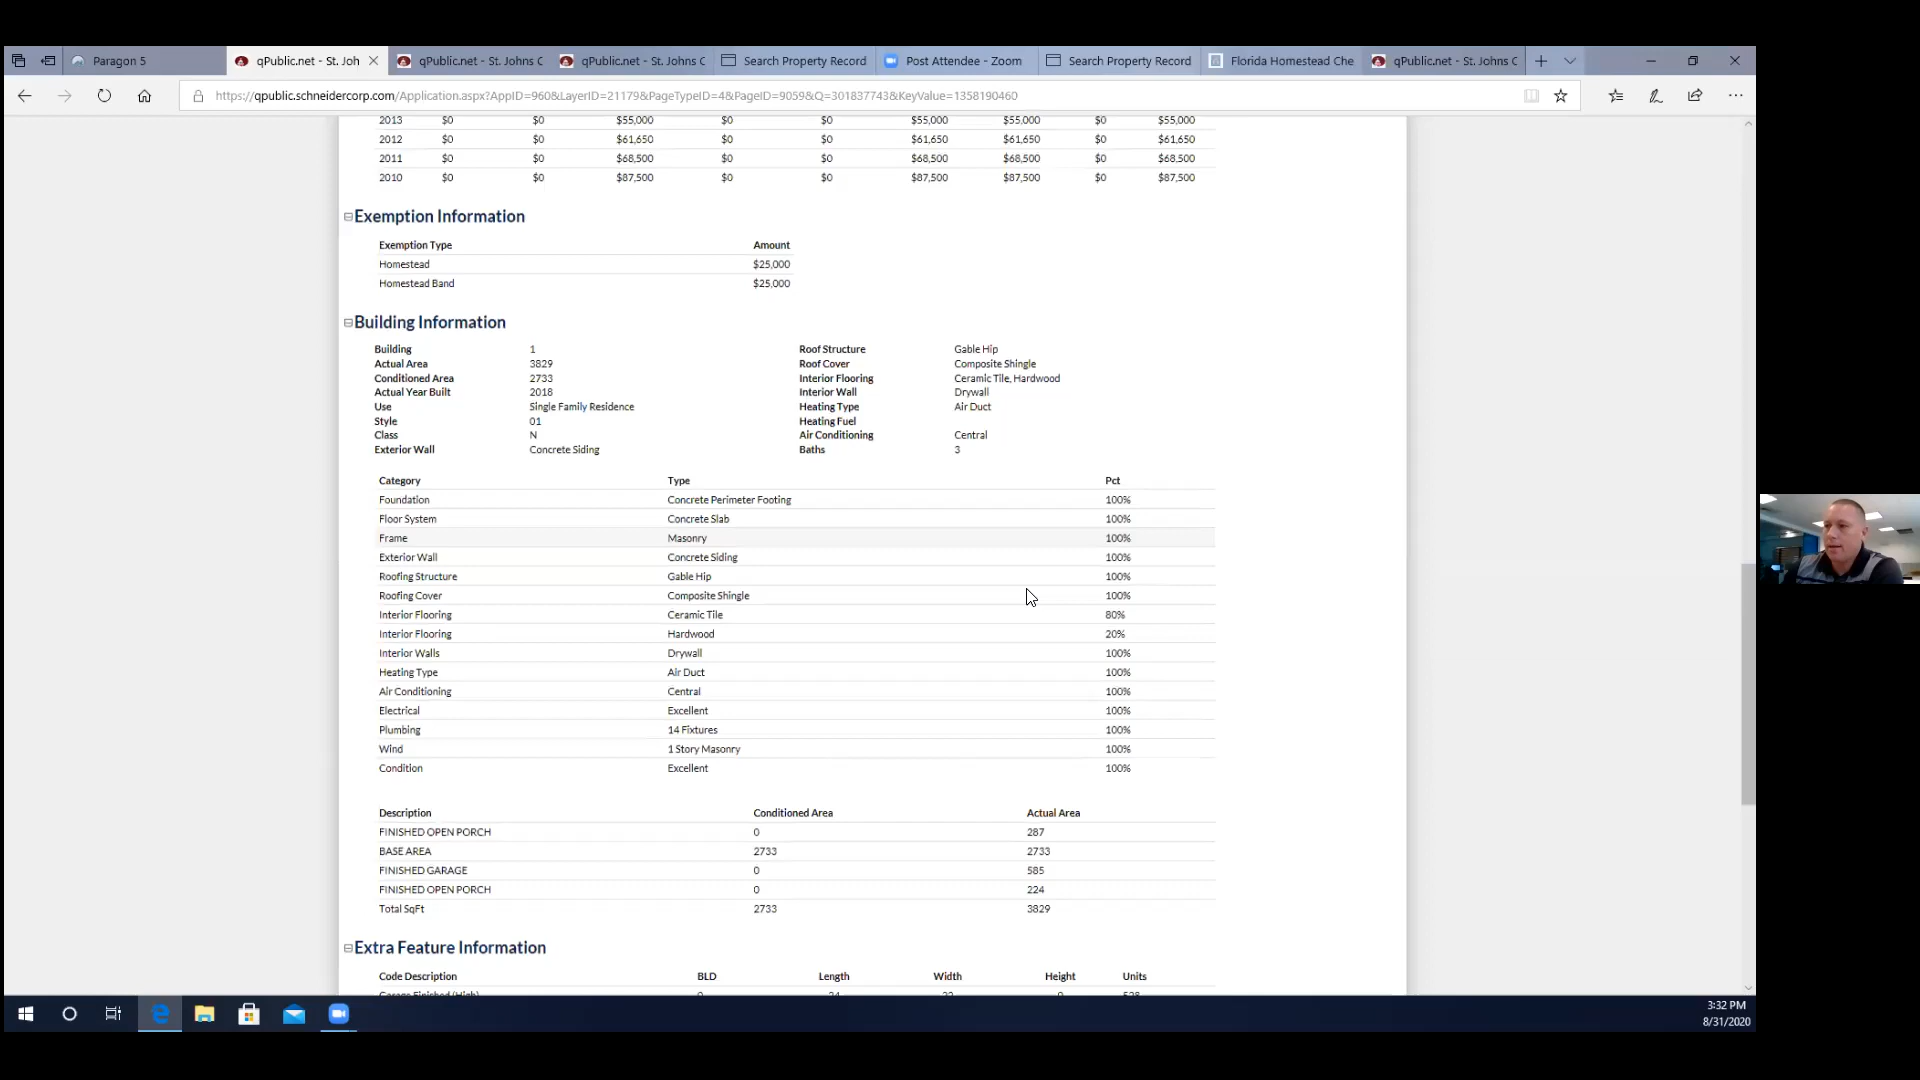 Paragon 5
qPublic.net - St. Joh
qPublic.net - St. Johns C
qPublic.net - St. Johns C
Search Property Record
Post Attendee - Zoom
Search Property Record
Florida Homestead Che
qPublic.net - St. Johns C
https://qpublic.schneidercorp.com/Application.aspx?AppID=960&LayerID=21179&PageTypeID=4&PageID=9059&Q=301837743&KeyValue=1358190460
2013 $0 $0 $55,000 $0 $0 $55,000 $55,000 $0 $55,000
2012 $0 $0 $61,650 $0 $0 $61,650 $61,650 $0 $61,650
2011 $0 $0 $68,500 $0 $0 $68,500 $68,500 $0 $68,500
2010 $0 $0 $87,500 $0 $0 $87,500 $87,500 $0 $87,500
Exemption Information
Exemption Type Amount
Homestead $25,000
Homestead Band $25,000
Building Information
Building 1 Roof Structure Gable Hip
Actual Area 3829 Roof Cover Composite Shingle
Conditioned Area 2733 Interior Flooring Ceramic Tile, Hardwood
Actual Year Built 2018 Interior Wall Drywall
Use Single Family Residence Heating Type Air Duct
Style 01 Heating Fuel
Class N Air Conditioning Central
Exterior Wall Concrete Siding Baths 3
Category Type Pct
Foundation Concrete Perimeter Footing 100%
Floor System Concrete Slab 100%
Frame Masonry 100%
Exterior Wall Concrete Siding 100%
Roofing Structure Gable Hip 100%
Roofing Cover Composite Shingle 100%
Interior Flooring Ceramic Tile 80%
Interior Flooring Hardwood 20%
Interior Walls Drywall 100%
Heating Type Air Duct 100%
Air Conditioning Central 100%
Electrical Excellent 100%
Plumbing 14 Fixtures 100%
Wind 1 Story Masonry 100%
Condition Excellent 100%
Description Conditioned Area Actual Area
FINISHED OPEN PORCH 0 287
BASE AREA 2733 2733
FINISHED GARAGE 0 585
FINISHED OPEN PORCH 0 224
Total SqFt 2733 3829
Extra Feature Information
Code Description BLD Length Width Height Units
Garage Finished (High) 0 24 22 0 528
3:32 PM
8/31/2020